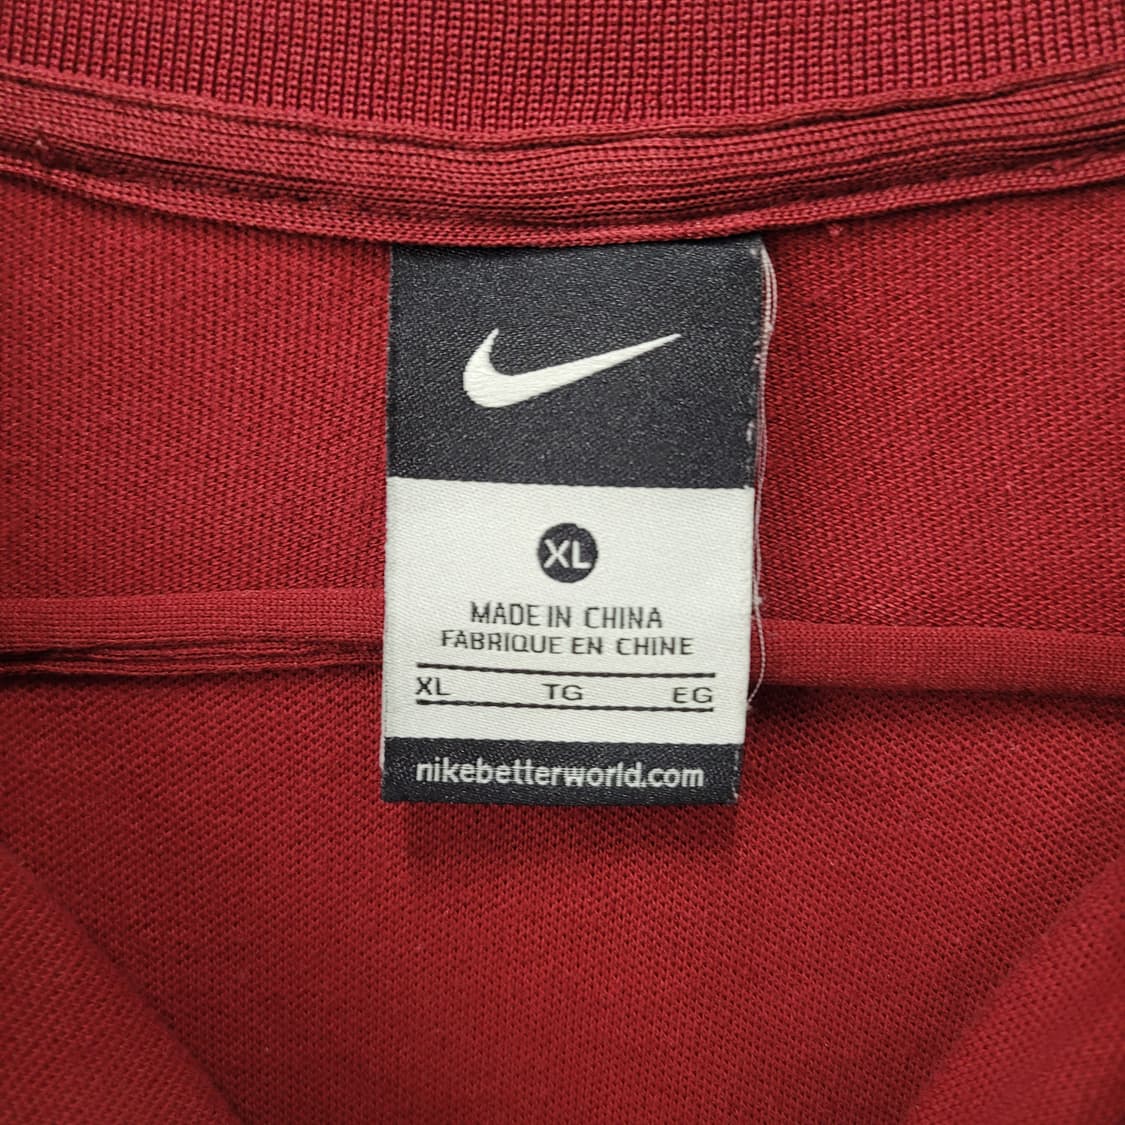 XL
MADE IN CHINA
FABRIQUE EN CHINE
XL TG EG
nikebetterworld.com